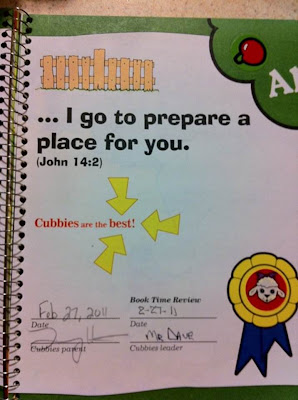 A
... I go to prepare a
place for you.
(John 14:2)
Cubbies are the best!
Book Time Review
Feb 27, 2011 2-27-11
Date Date
Mr Dave
Cubbies parent Cubbies leader